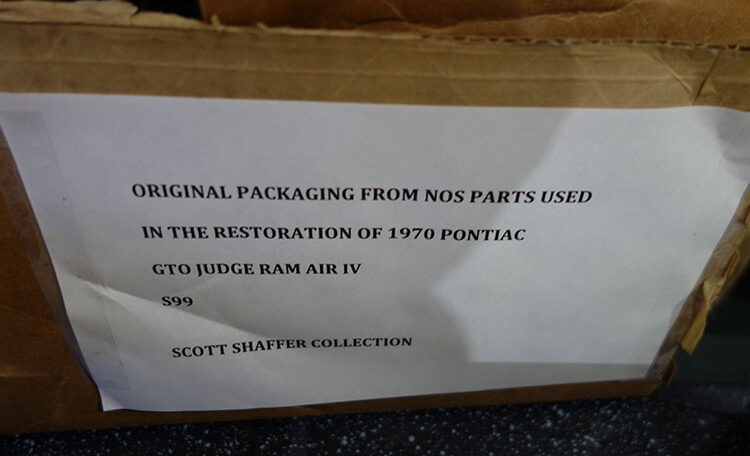 ORIGINAL PACKAGING FROM NOS PARTS USED
IN THE RESTORATION OF 1970 PONTIAC
GTO JUDGE RAM AIR IV
S99
SCOTT SHAFFER COLLECTION